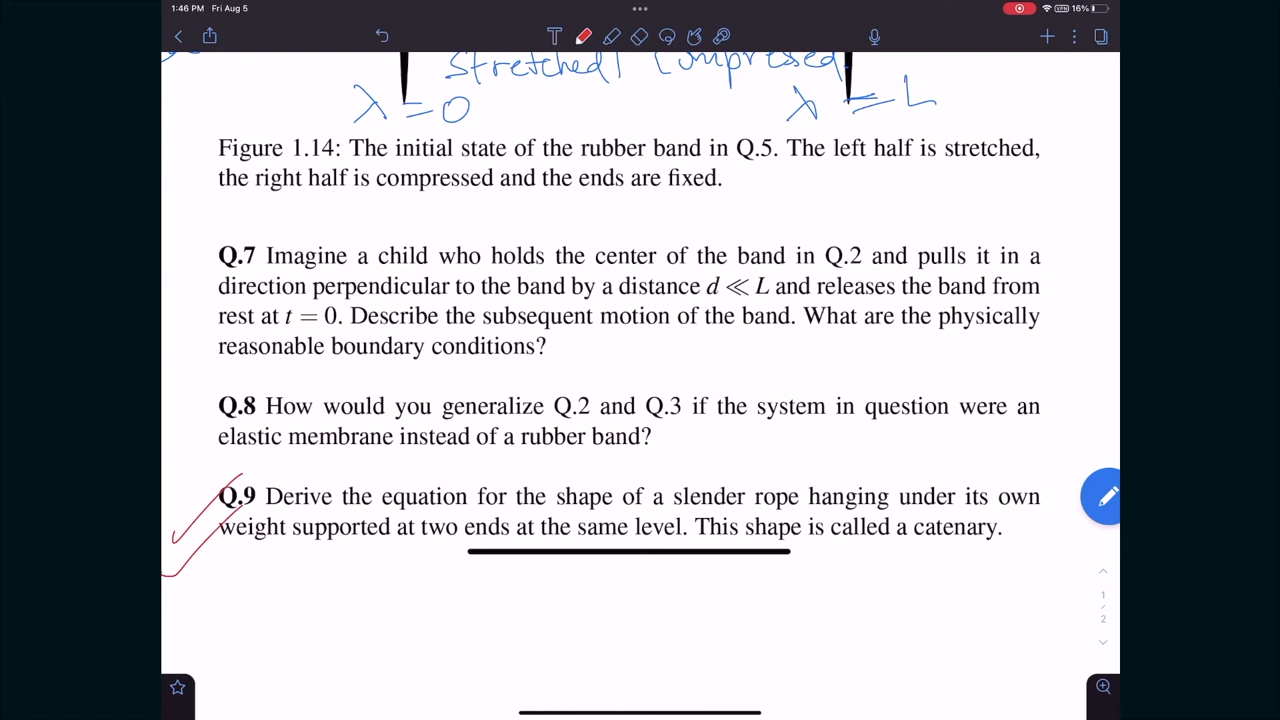 1:46 PM Fri Aug 5
VPN 16%
stretched | compressed
λ = 0 λ = L
Figure 1.14: The initial state of the rubber band in Q.5. The left half is stretched,
the right half is compressed and the ends are fixed.
Q.7 Imagine a child who holds the center of the band in Q.2 and pulls it in a
direction perpendicular to the band by a distance d ≪ L and releases the band from
rest at t = 0. Describe the subsequent motion of the band. What are the physically
reasonable boundary conditions?
Q.8 How would you generalize Q.2 and Q.3 if the system in question were an
elastic membrane instead of a rubber band?
Q.9 Derive the equation for the shape of a slender rope hanging under its own
weight supported at two ends at the same level. This shape is called a catenary.
1
/
2